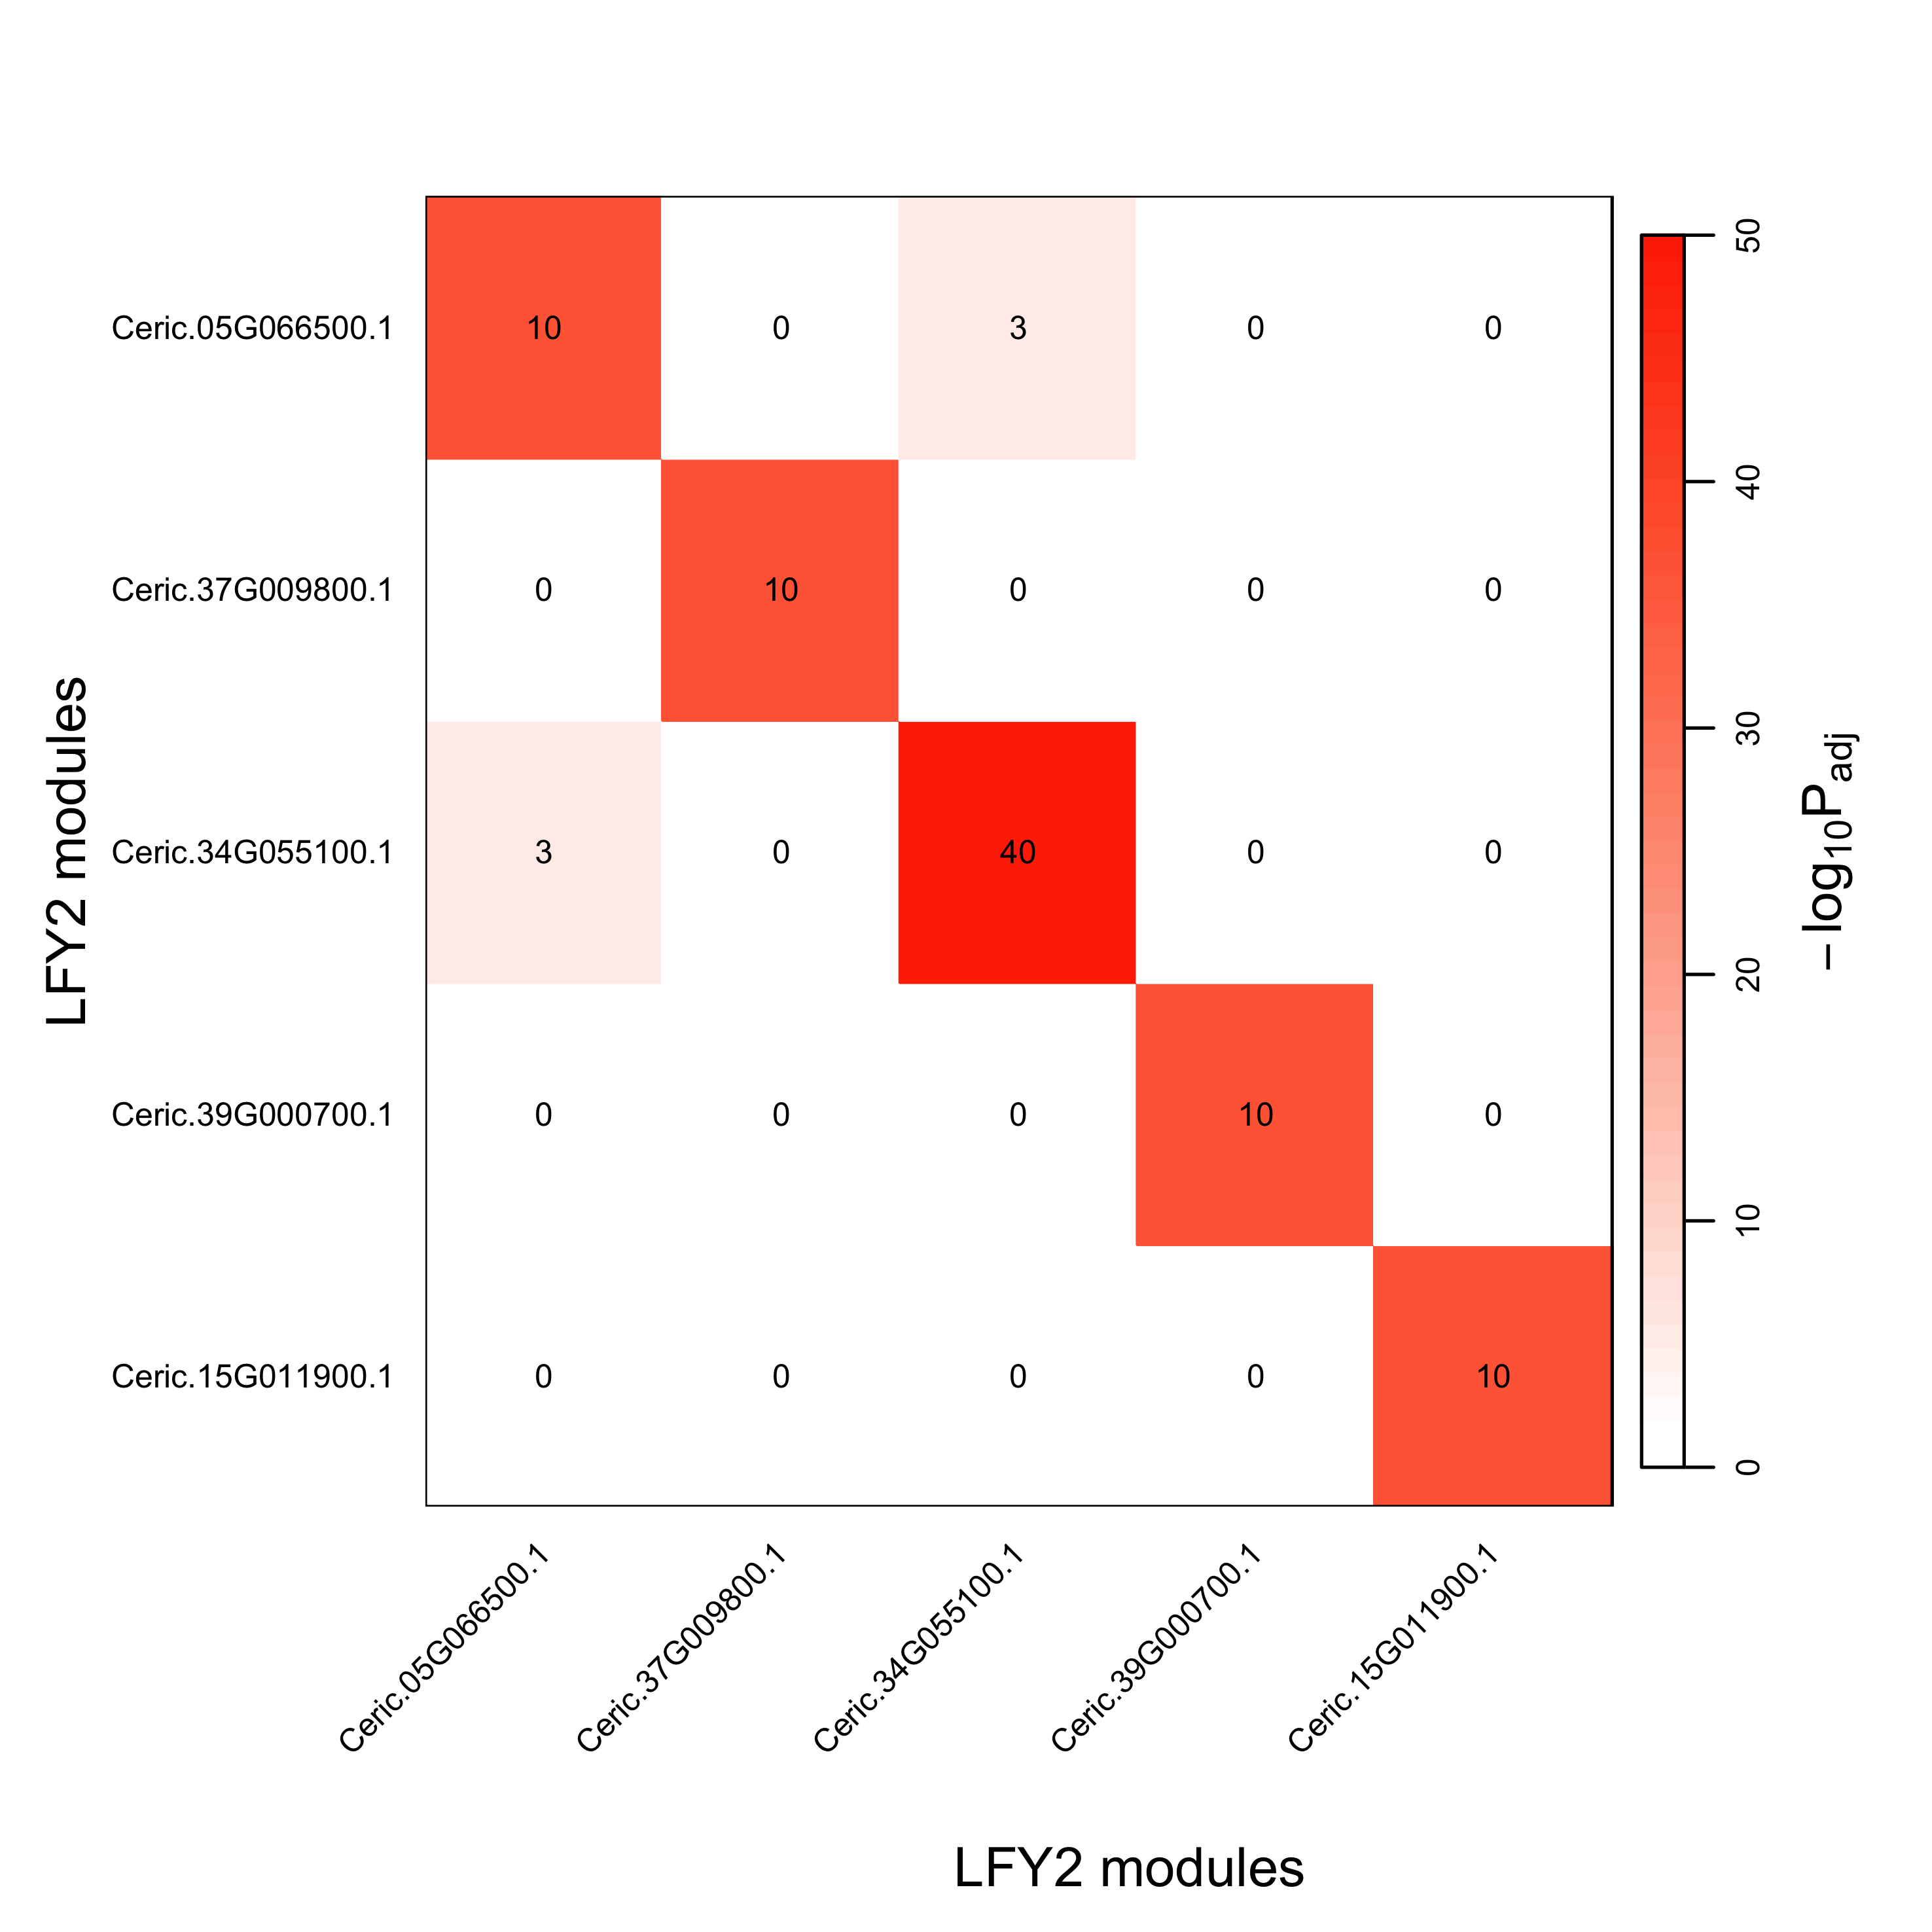 Ceric.05G066500.1 10 0 3 0 0
Ceric.37G009800.1 0 10 0 0 0
Ceric.34G055100.1 3 0 40 0 0
Ceric.39G000700.1 0 0 0 10 0
Ceric.15G011900.1 0 0 0 0 10
LFY2 modules
Ceric.05G066500.1
Ceric.37G009800.1
Ceric.34G055100.1
Ceric.39G000700.1
Ceric.15G011900.1
LFY2 modules
50
40
30
20
10
0
−log10Padj